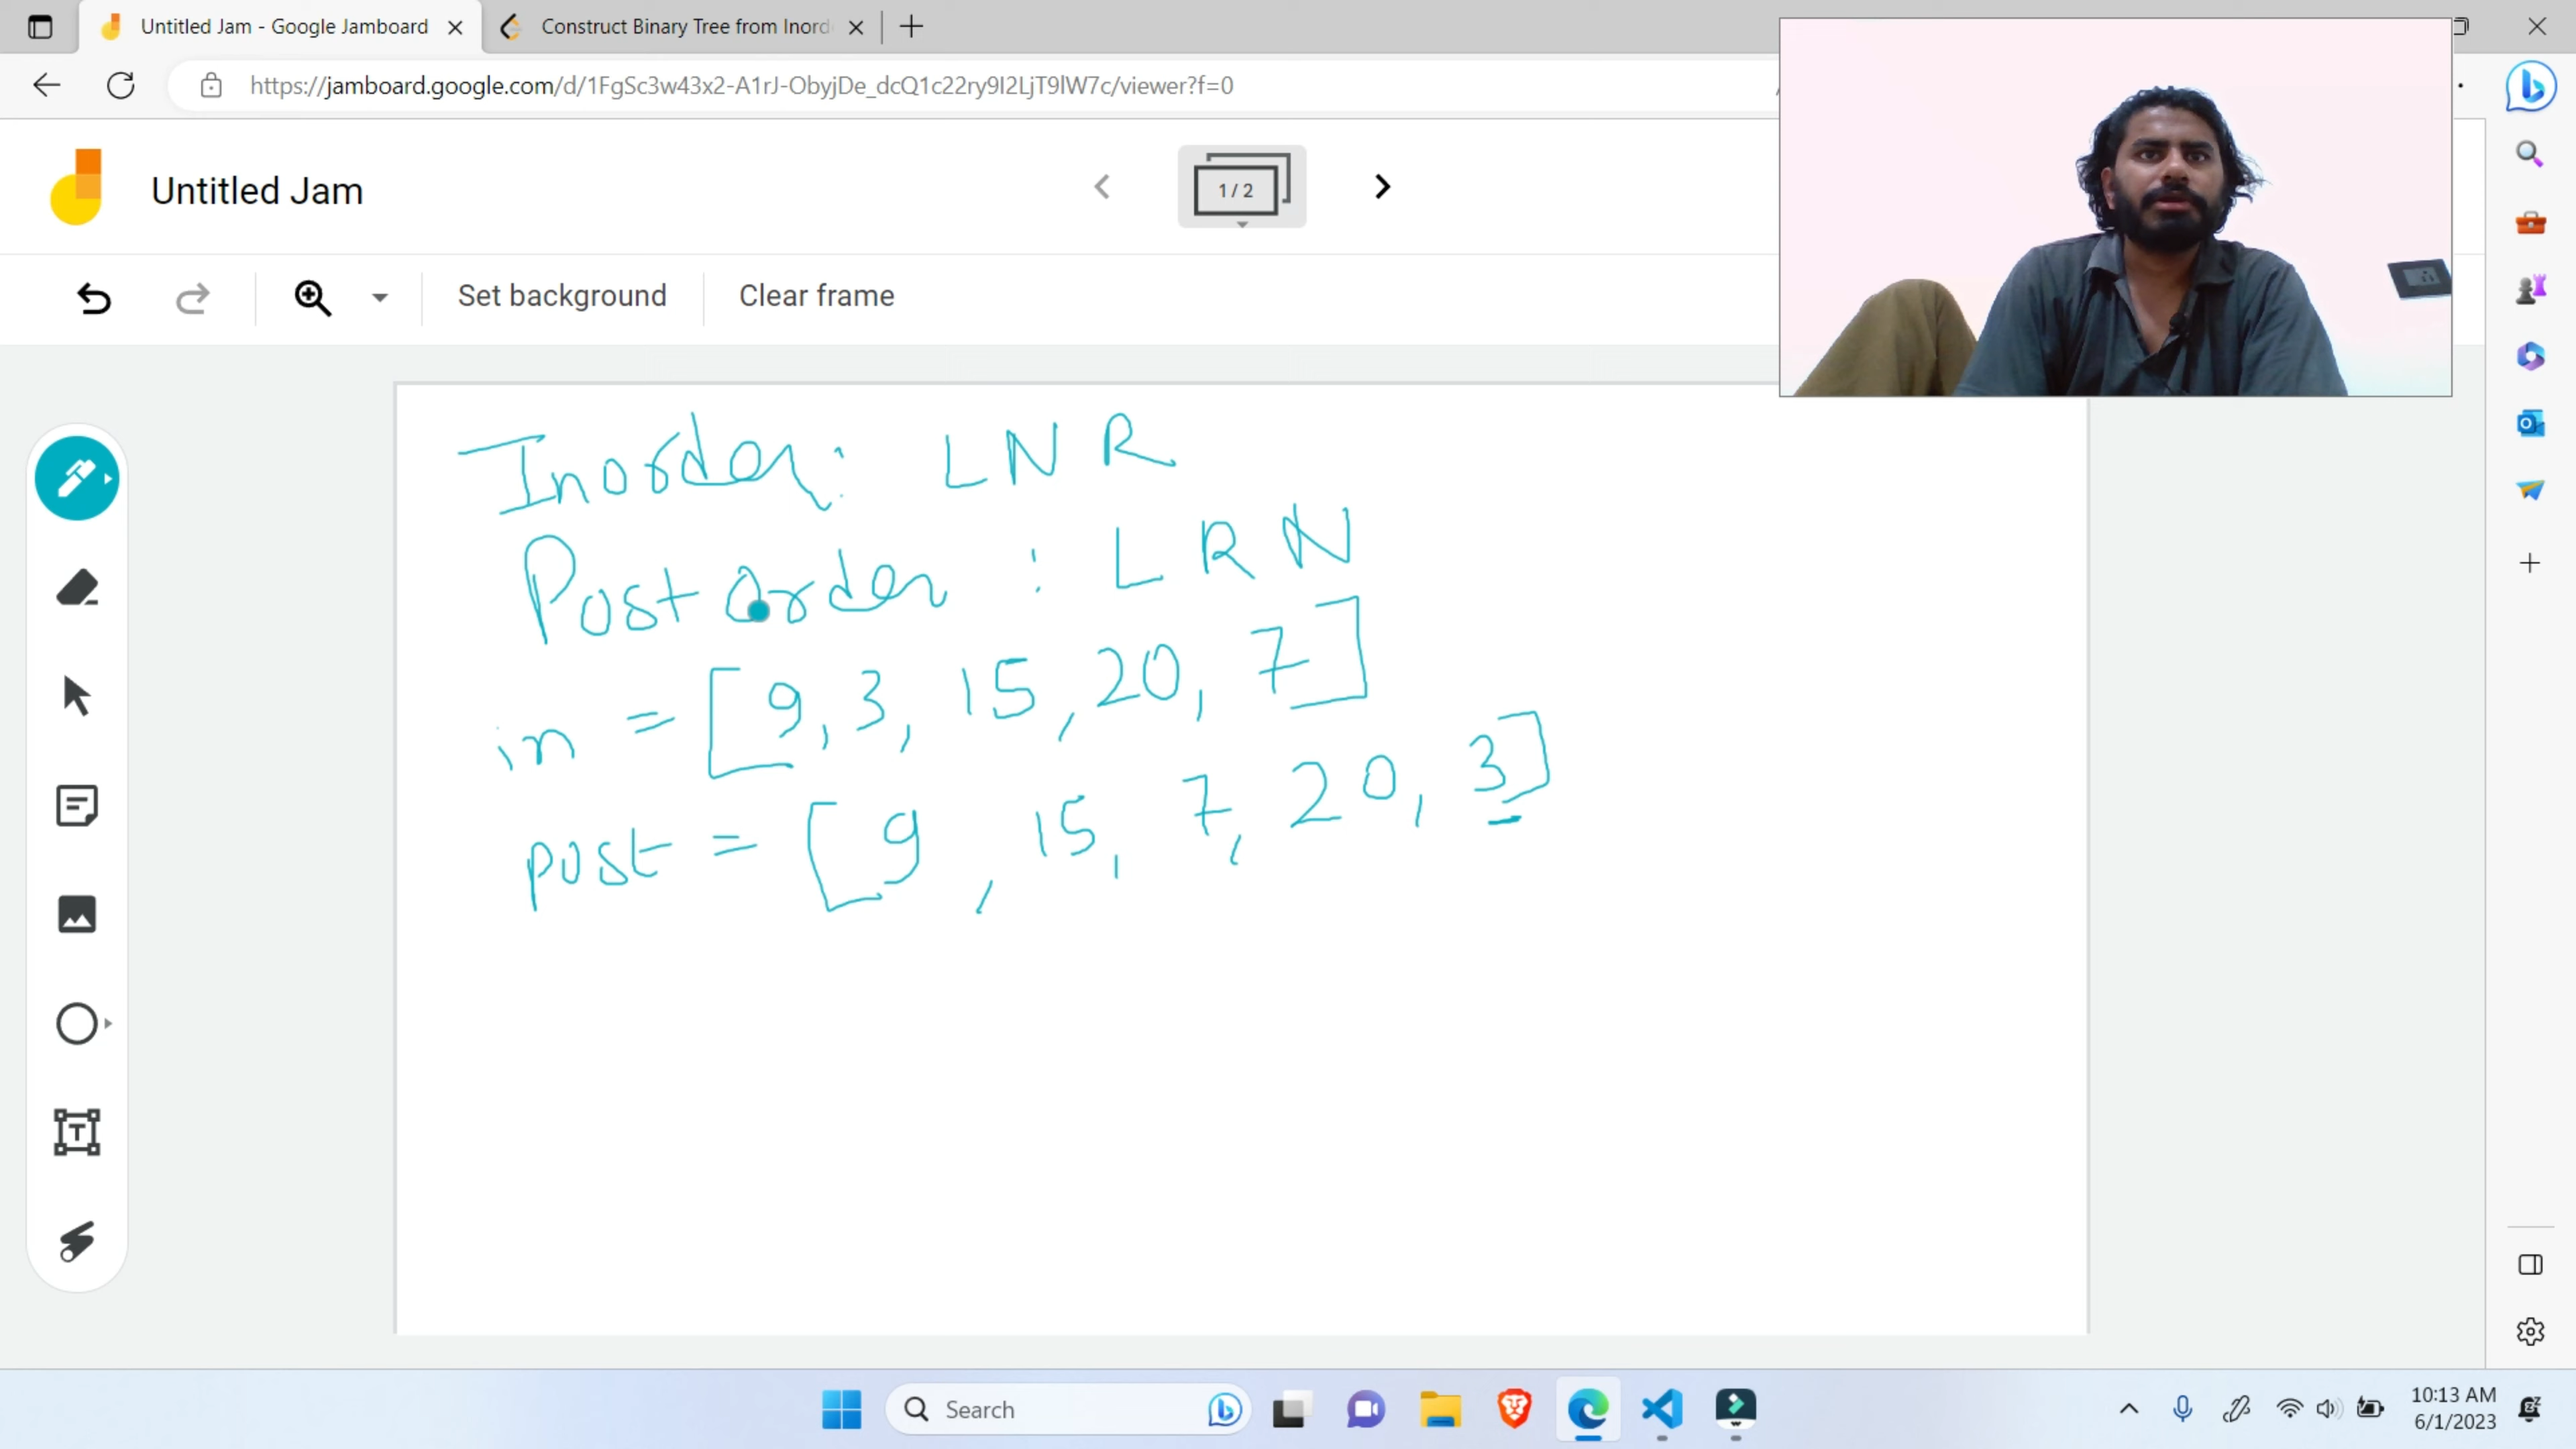 Untitled Jam - Google Jamboard
Construct Binary Tree from Inord
https://jamboard.google.com/d/1FgSc3w43x2-A1rJ-ObyjDe_dcQ1c22ry9I2LjT9lW7c/viewer?f=0
Untitled Jam
1 / 2
Set background
Clear frame
Inorder: LNR
PostOrder : LRN
in = [9, 3, 15, 20, 7]
post = [9, 15, 7, 20, 3]
Search
10:13 AM
6/1/2023